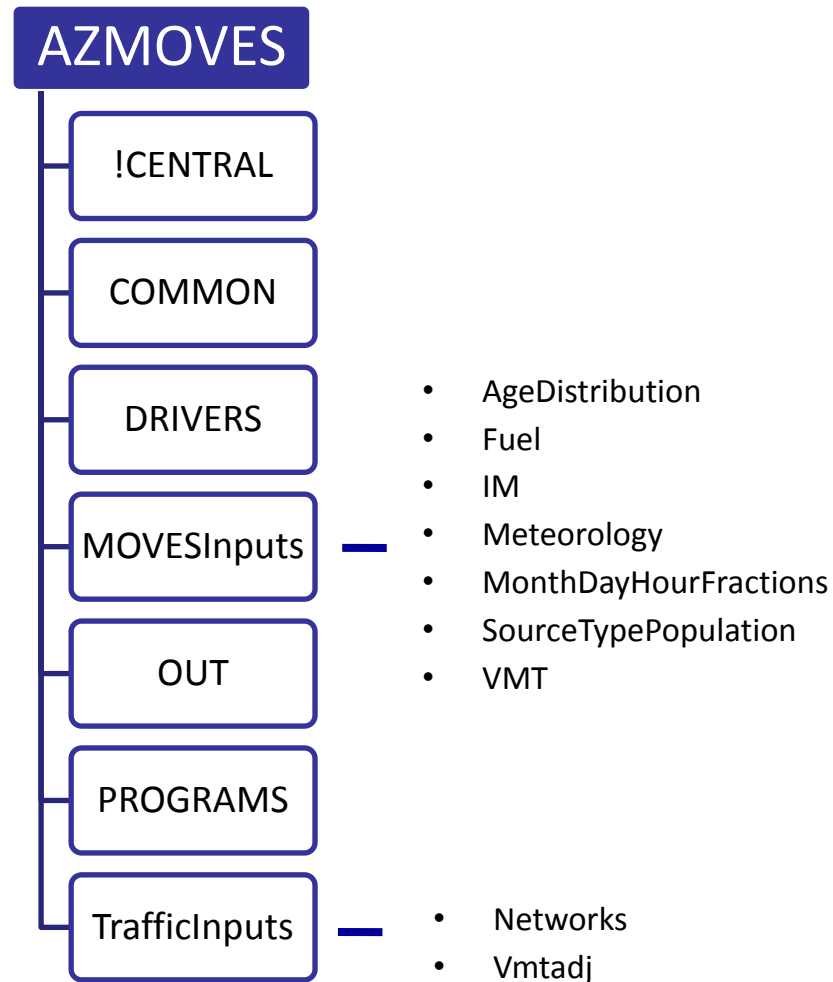 AZMOVES
!CENTRAL
COMMON
DRIVERS
MOVESInputs
• AgeDistribution
• Fuel
• IM
• Meteorology
• MonthDayHourFractions
• SourceTypePopulation
• VMT
OUT
PROGRAMS
TrafficInputs
• Networks
• Vmtadj